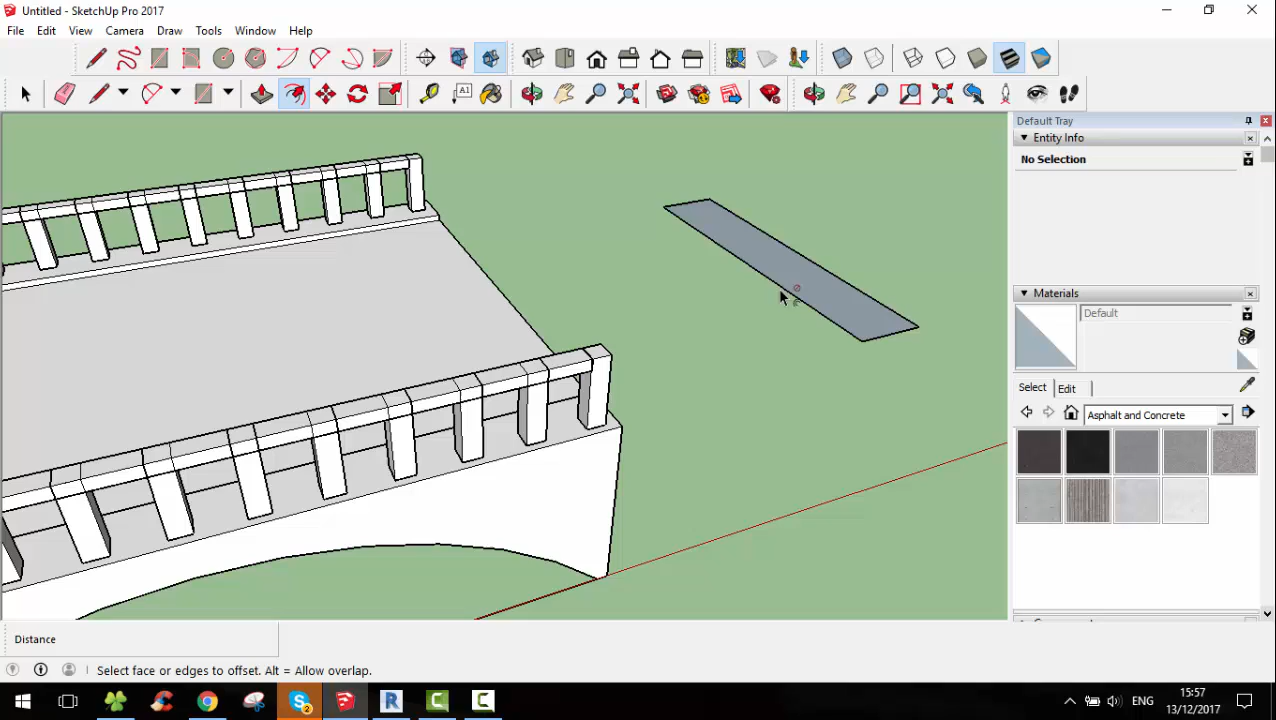 Untitled - SketchUp Pro 2017
File Edit View Camera Draw Tools Window Help
A1
Default Tray
Entity Info
No Selection
Materials
Default
Select Edit
Asphalt and Concrete
Distance
Select face or edges to offset. Alt = Allow overlap.
2
R
C
C
ENG
15:57
13/12/2017